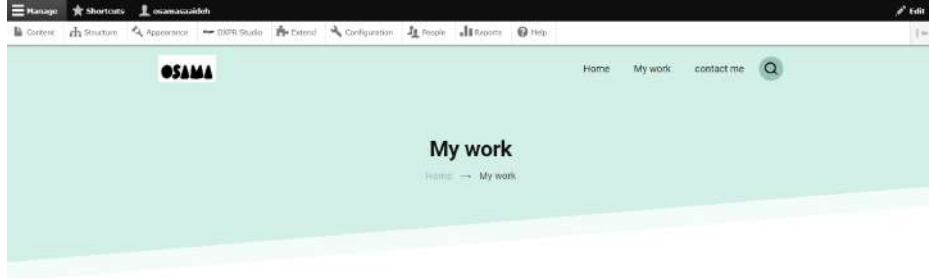 Manage Shortcuts osamasaaideh Edit
Content Structure Appearance DXPR Studio Extend Configuration People Reports Help
OSAMA Home My work contact me
My work
Home → My work